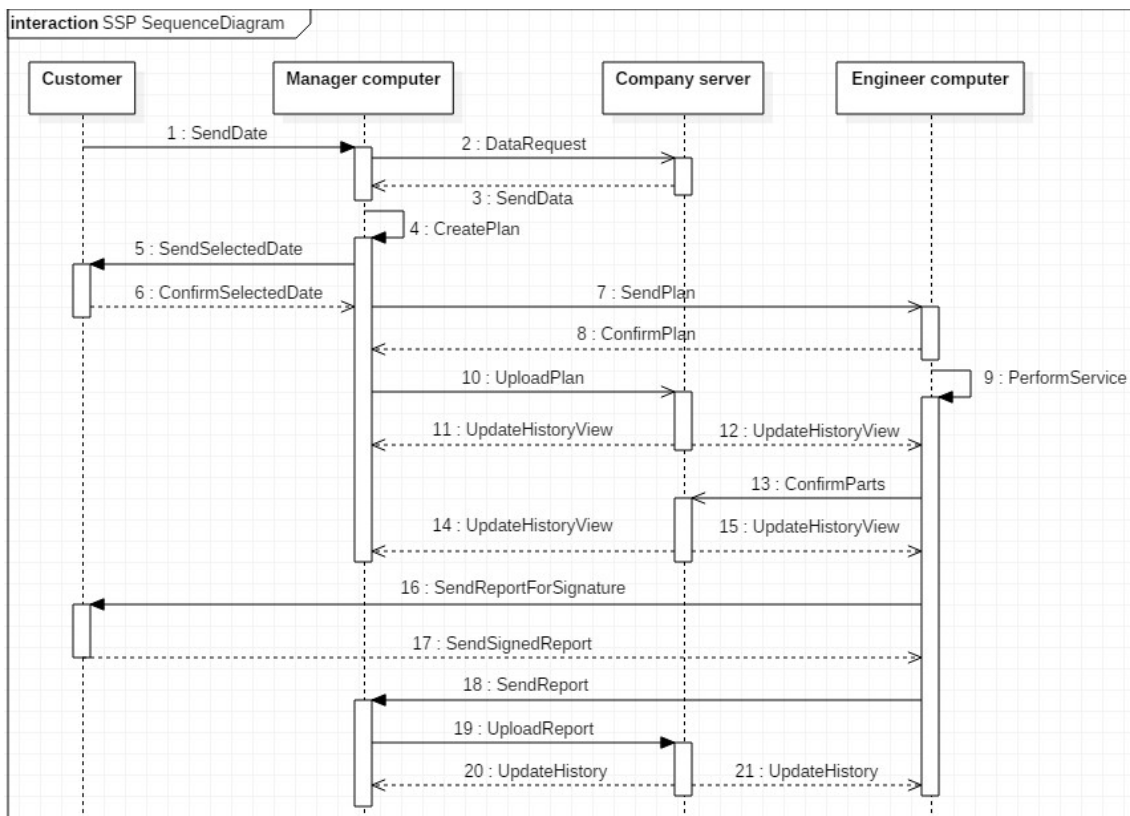 interaction SSP SequenceDiagram
Customer
Manager computer
Company server
Engineer computer
1 : SendDate
2 : DataRequest
3 : SendData
4 : CreatePlan
5 : SendSelectedDate
6 : ConfirmSelectedDate
7 : SendPlan
8 : ConfirmPlan
9 : PerformService
10 : UploadPlan
11 : UpdateHistoryView
12 : UpdateHistoryView
13 : ConfirmParts
14 : UpdateHistoryView
15 : UpdateHistoryView
16 : SendReportForSignature
17 : SendSignedReport
18 : SendReport
19 : UploadReport
20 : UpdateHistory
21 : UpdateHistory